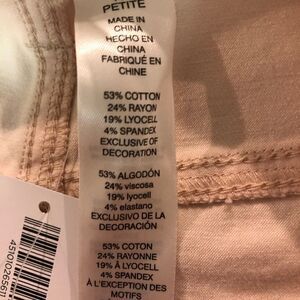 PETITE
MADE IN
CHINA
HECHO EN
CHINA
FABRIQUÉ EN
CHINE
53% COTTON
24% RAYON
19% LYOCELL
4% SPANDEX
EXCLUSIVE OF
DECORATION
53% ALGODÓN
24% viscosa
19% lyocell
4% elastano
EXCLUSIVO DE LA
DECORACIÓN
53% COTON
24% RAYONNE
19% À LYOCELL
4% SPANDEX
À L'EXCEPTION DES
MOTIFS